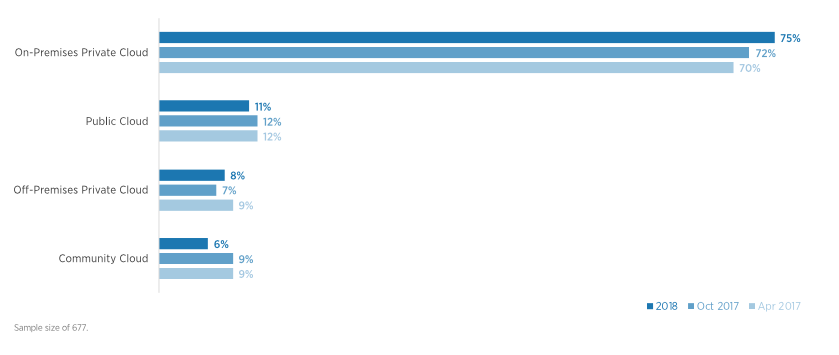 On-Premises Private Cloud
75%
72%
70%
Public Cloud
11%
12%
12%
Off-Premises Private Cloud
8%
7%
9%
Community Cloud
6%
9%
9%
2018 Oct 2017 Apr 2017
Sample size of 677.